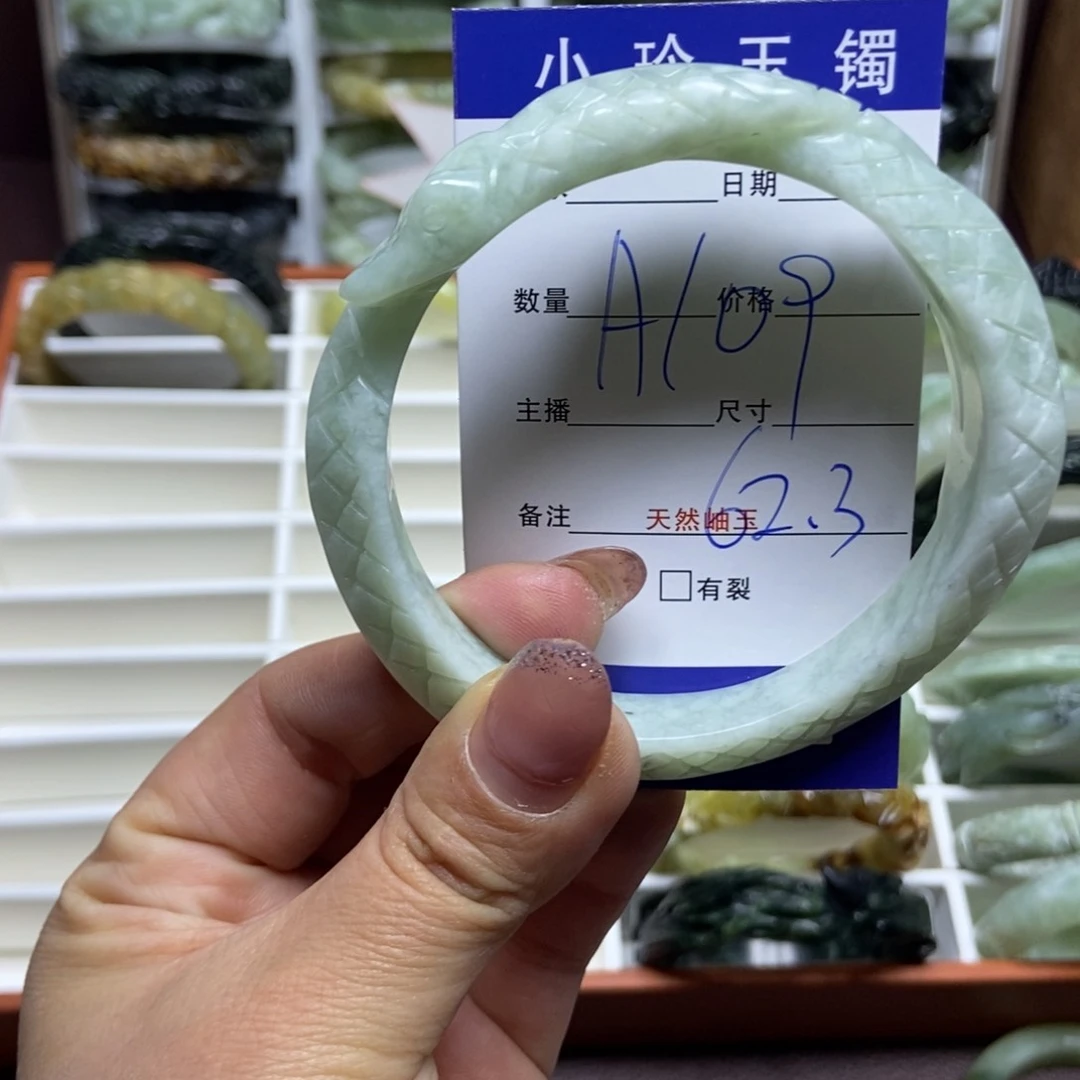 小珍玉镯
日期
数量 价格
A109
主播 尺寸
62.3
备注 天然岫玉
有裂